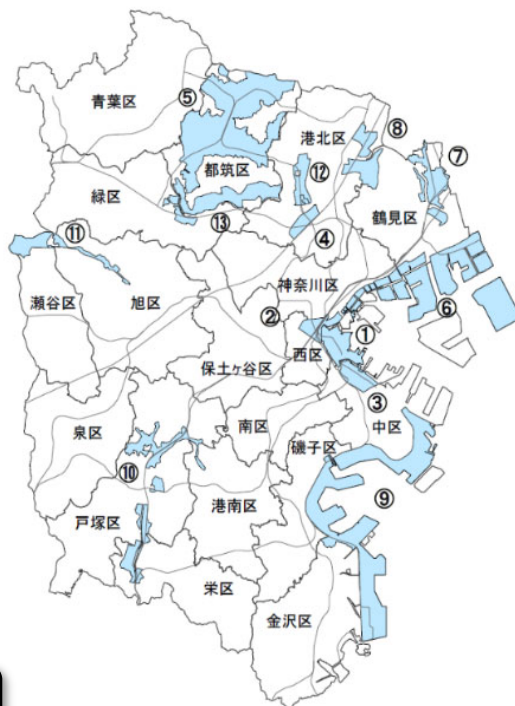 青葉区
⑤
港北区
⑧
⑦
都筑区
⑫
緑区
⑬
鶴見区
⑪
④
神奈川区
瀬谷区
旭区
②
⑥
西区
①
保土ヶ谷区
③
中区
泉区
南区
磯子区
⑩
⑨
港南区
戸塚区
栄区
金沢区